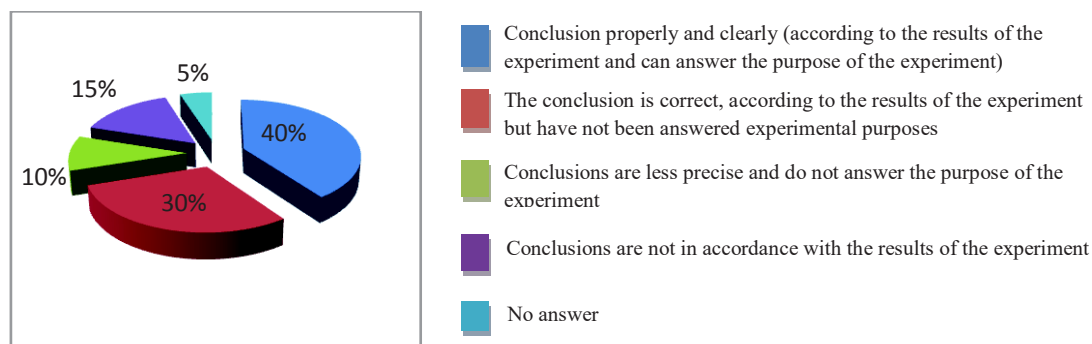 5%
15%
40%
10%
30%
Conclusion properly and clearly (according to the results of the
experiment and can answer the purpose of the experiment)
The conclusion is correct, according to the results of the experiment
but have not been answered experimental purposes
Conclusions are less precise and do not answer the purpose of the
experiment
Conclusions are not in accordance with the results of the experiment
No answer